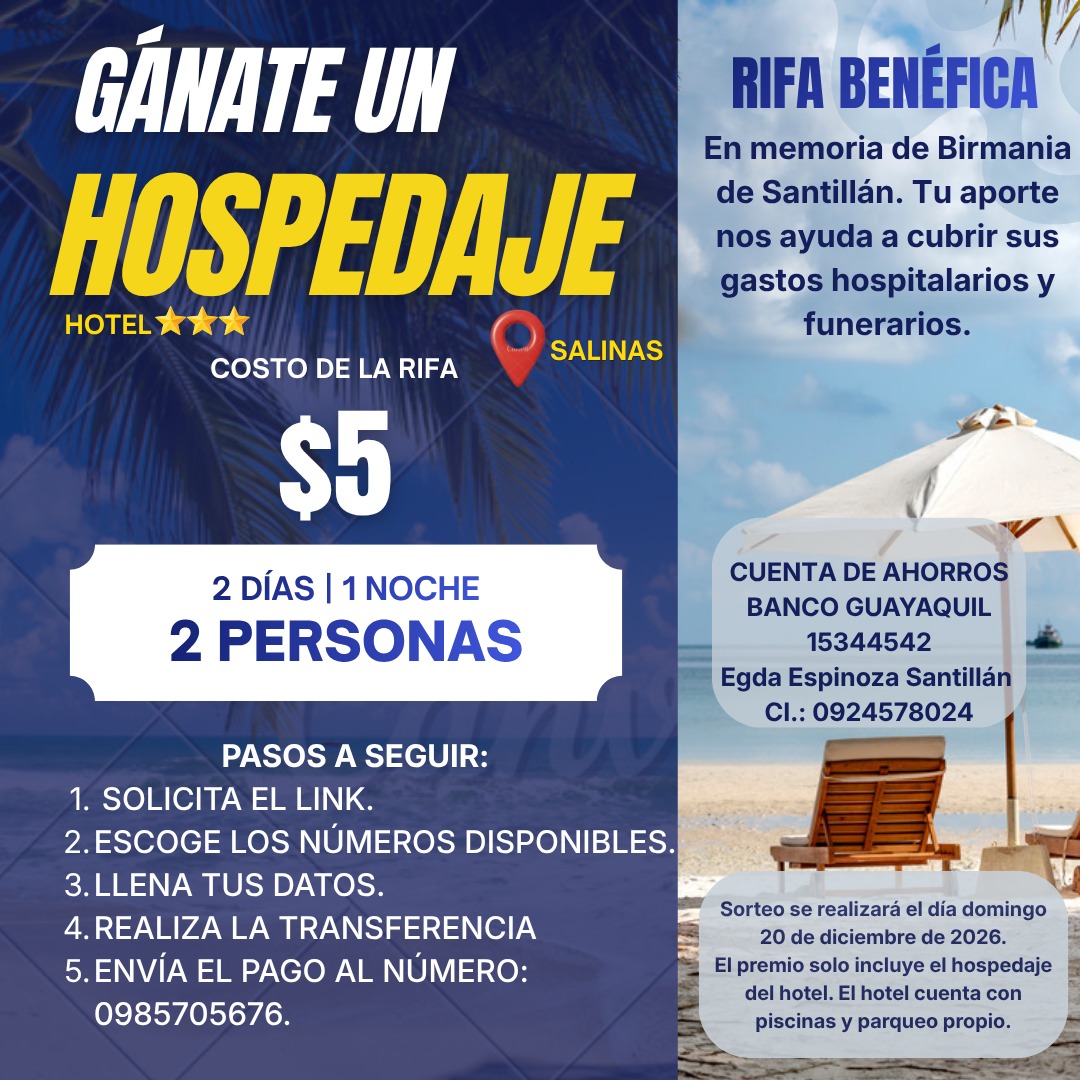 GÁNATE UN
HOSPEDAJE
HOTEL
SALINAS
COSTO DE LA RIFA
$5
2 DÍAS | 1 NOCHE
2 PERSONAS
PASOS A SEGUIR:
1. SOLICITA EL LINK.
2. ESCOGE LOS NÚMEROS DISPONIBLES.
3. LLENA TUS DATOS.
4. REALIZA LA TRANSFERENCIA
5. ENVÍA EL PAGO AL NÚMERO:
0985705676.
RIFA BENÉFICA
En memoria de Birmania
de Santillán. Tu aporte
nos ayuda a cubrir sus
gastos hospitalarios y
funerarios.
CUENTA DE AHORROS
BANCO GUAYAQUIL
15344542
Egda Espinoza Santillán
CI.: 0924578024
Sorteo se realizará el día domingo
20 de diciembre de 2026.
El premio solo incluye el hospedaje
del hotel. El hotel cuenta con
piscinas y parqueo propio.